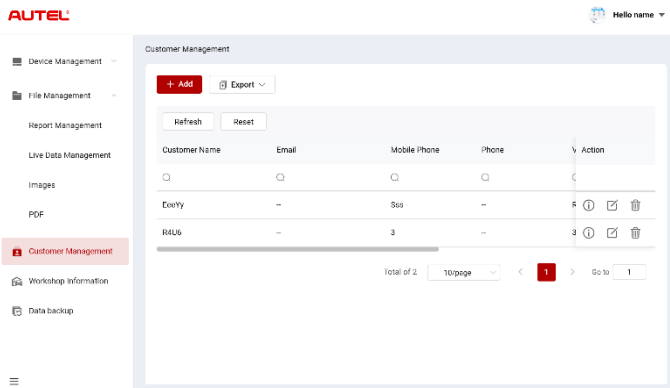 AUTEL
Hello name
Device Management
File Management
Report Management
Live Data Management
Images
PDF
Customer Management
Workshop Information
Data backup
Customer Management
+ Add
Export
Refresh
Reset
Customer Name Email Mobile Phone Phone V Action
EeeYy -- Sss -- R
R4U6 -- 3 -- 3
Total of 2 10/page < 1 > Go to 1